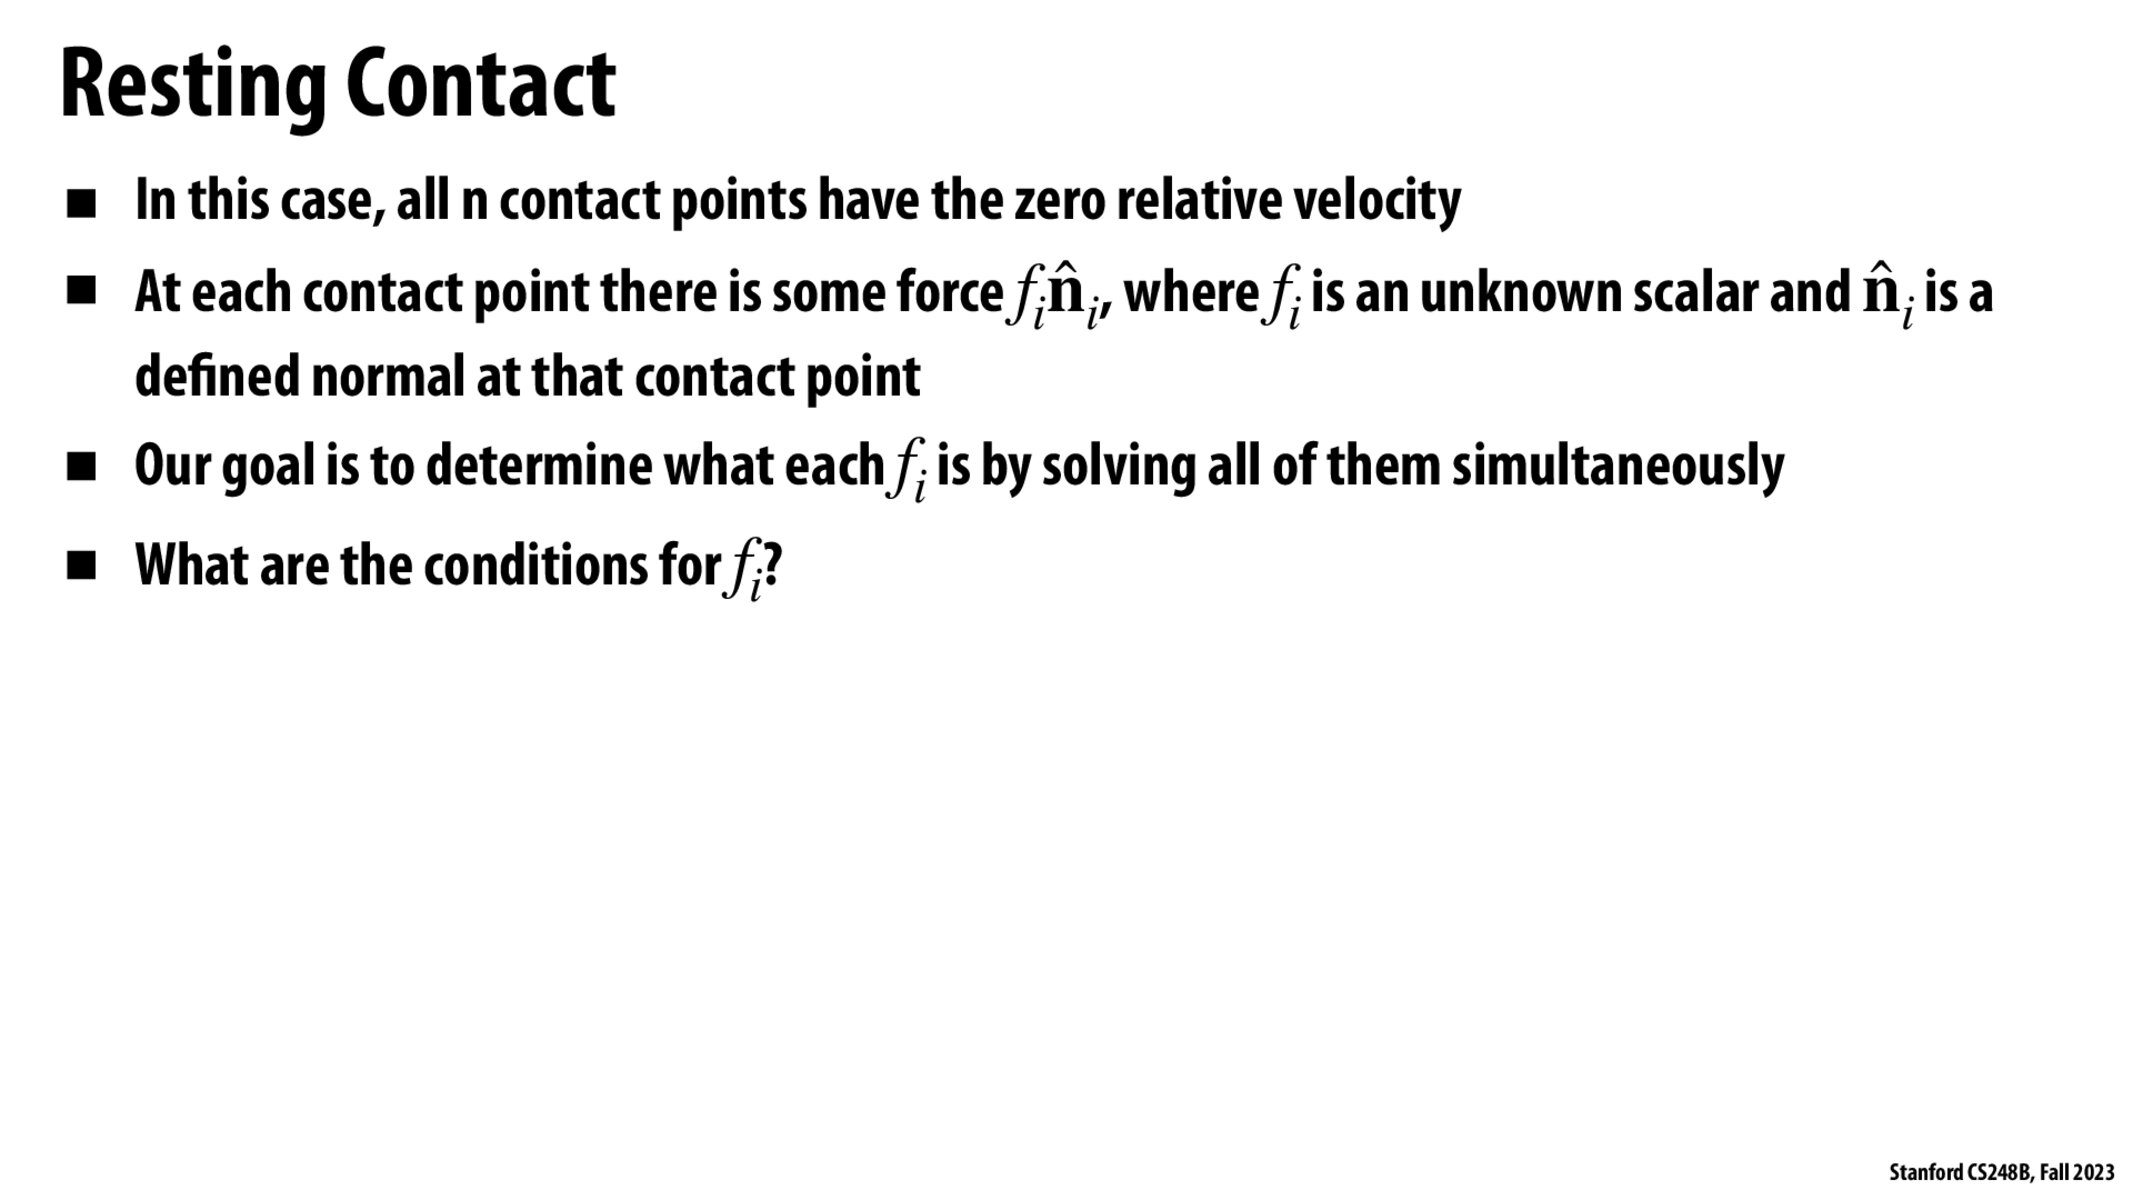 Resting Contact
■ In this case, all n contact points have the zero relative velocity
■ At each contact point there is some force $f_i\hat{\mathbf{n}}_i$, where $f_i$ is an unknown scalar and $\hat{\mathbf{n}}_i$ is a
defined normal at that contact point
■ Our goal is to determine what each $f_i$ is by solving all of them simultaneously
■ What are the conditions for $f_i$?
Stanford CS248B, Fall 2023